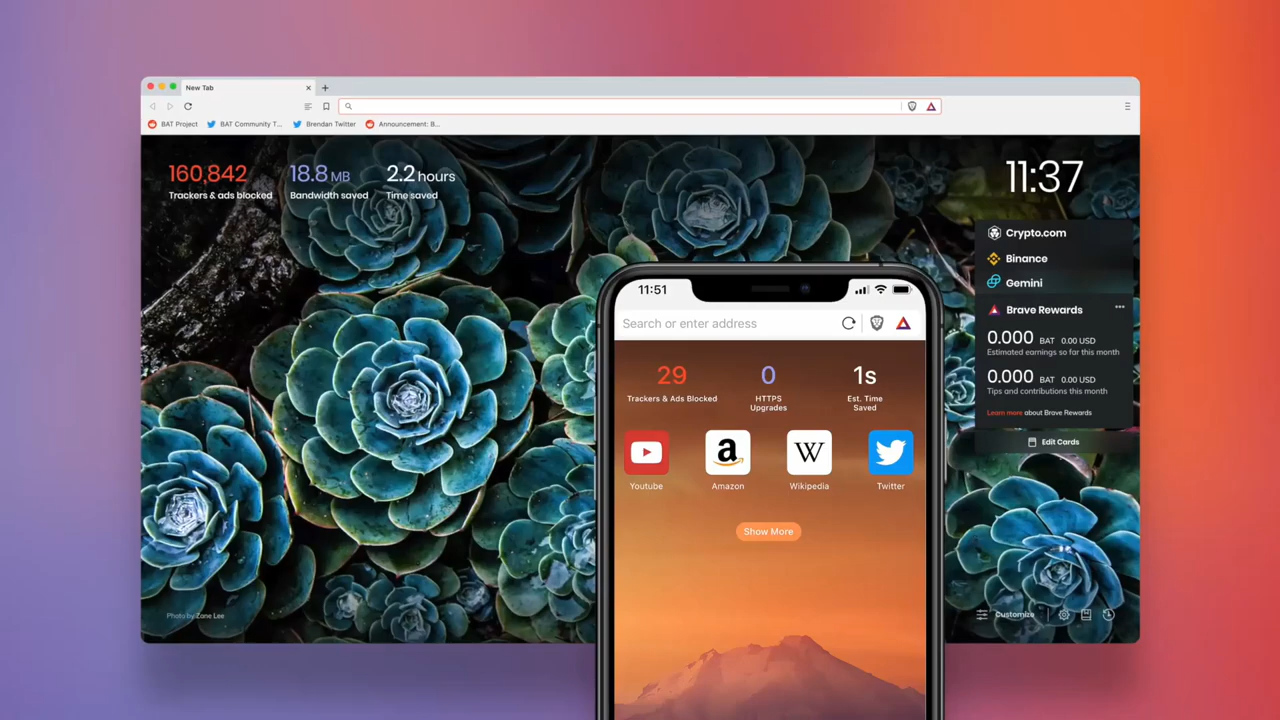 New Tab
BAT Project
BAT Community T...
Brendan Twitter
Announcement: B...
160,842
Trackers & ads blocked
18.8 MB
Bandwidth saved
2.2 hours
Time saved
11:37
Crypto.com
Binance
Gemini
Brave Rewards
0.000 BAT 0.00 USD
Estimated earnings so far this month
0.000 BAT 0.00 USD
Tips and contributions this month
Learn more about Brave Rewards
Edit Cards
Photo by Zane Lee
Customize
11:51
Search or enter address
29
Trackers & Ads Blocked
0
HTTPS
Upgrades
1s
Est. Time
Saved
a
W
Youtube
Amazon
Wikipedia
Twitter
Show More